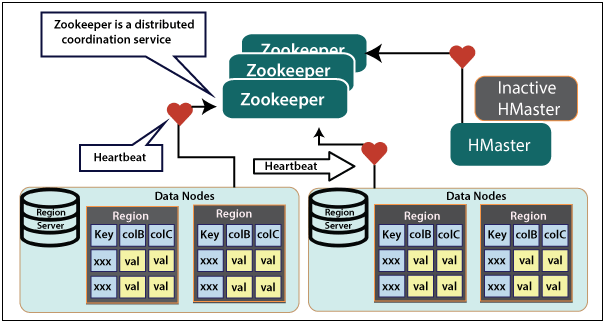 Zookeeper is a distributed
coordination service
Zookeeper
Zookeeper
Zookeeper
Inactive
HMaster
HMaster
Heartbeat
Heartbeat
Data Nodes
Region
Server
Region
Key colB colC
xxx val val
xxx val val
Region
Key colB colC
xxx val val
xxx val val
Data Nodes
Region
Server
Region
Key colB colC
xxx val val
xxx val val
Region
Key colB colC
xxx val val
xxx val val